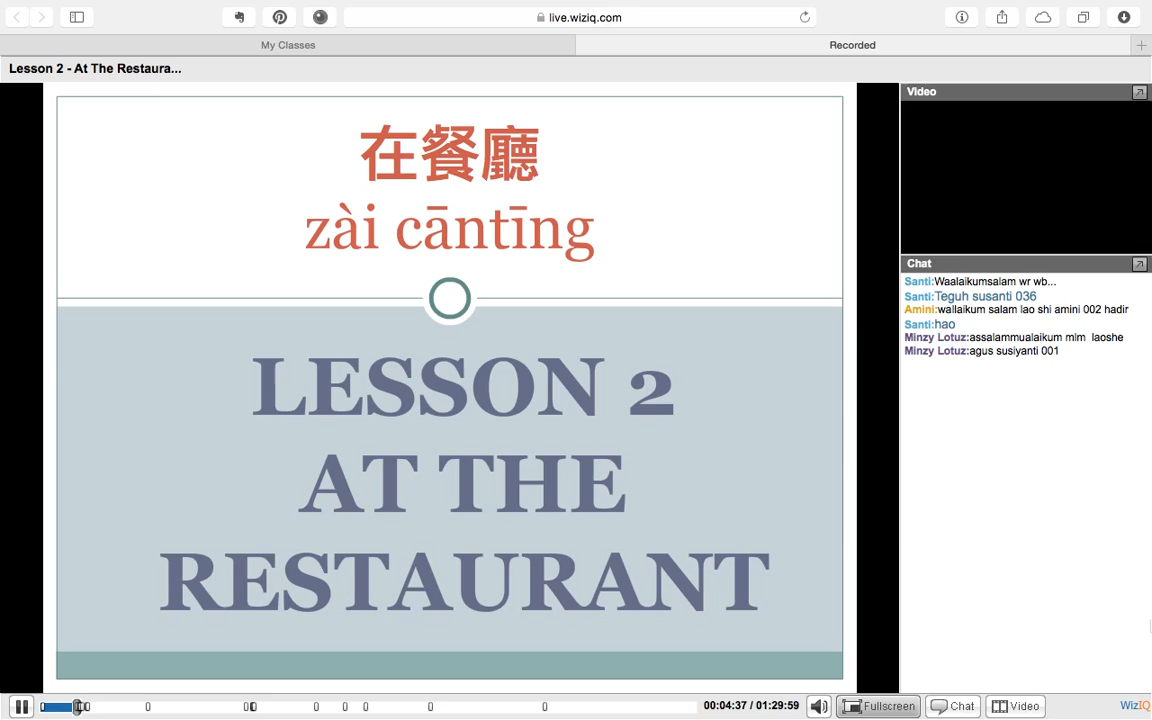 live.wiziq.com
My Classes
Recorded
Lesson 2 - At The Restaura...
在餐廳
zài cāntīng
LESSON 2
AT THE
RESTAURANT
Video
Chat
Santi:Waalaikumsalam wr wb...
Santi:Teguh susanti 036
Amini:wallaikum salam lao shi amini 002 hadir
Santi:hao
Minzy Lotuz:assalammualaikum mlm laoshe
Minzy Lotuz:agus susiyanti 001
00:04:37 / 01:29:59
Fullscreen
Chat
Video
WizIQ